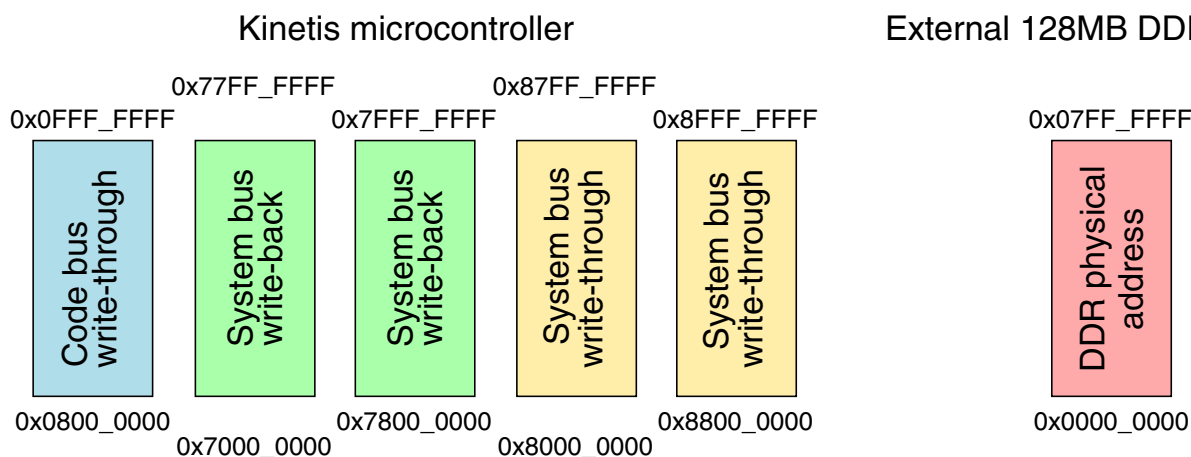 Kinetis microcontroller
External 128MB DD
0x77FF_FFFF
0x87FF_FFFF
0x0FFF_FFFF
0x7FFF_FFFF
0x8FFF_FFFF
0x07FF_FFFF
Code bus
write-through
System bus
write-back
System bus
write-back
System bus
write-through
System bus
write-through
DDR physical
address
0x0800_0000
0x7800_0000
0x8800_0000
0x0000_0000
0x7000_0000
0x8000_0000